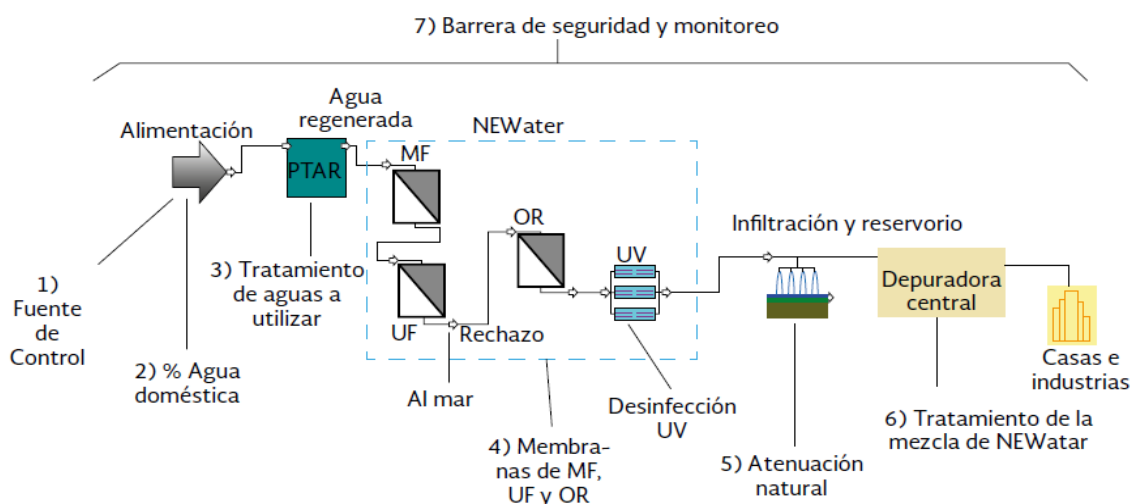 7) Barrera de seguridad y monitoreo
Agua
regenerada
Alimentación
NEWater
MF
PTAR
OR
Infiltración y reservorio
UV
3) Tratamiento
de aguas a
utilizar
Depuradora
central
1)
Fuente
de
Control
UF
Rechazo
Casas e
industrias
2) % Agua
doméstica
Al mar
Desinfección
UV
6) Tratamiento de la
mezcla de NEWatar
4) Membra-
nas de MF,
UF y OR
5) Atenuación
natural